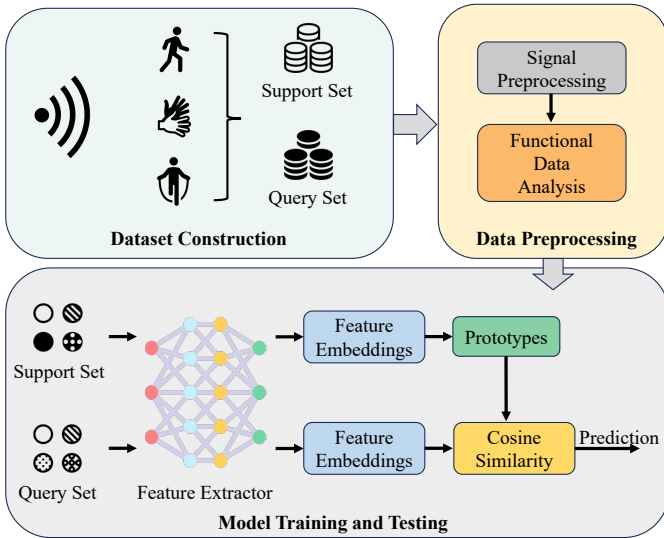 Support Set
Query Set
Dataset Construction
Signal
Preprocessing
Functional
Data
Analysis
Data Preprocessing
Support Set
Query Set
Feature Extractor
Feature
Embeddings
Prototypes
Feature
Embeddings
Cosine
Similarity
Prediction
Model Training and Testing